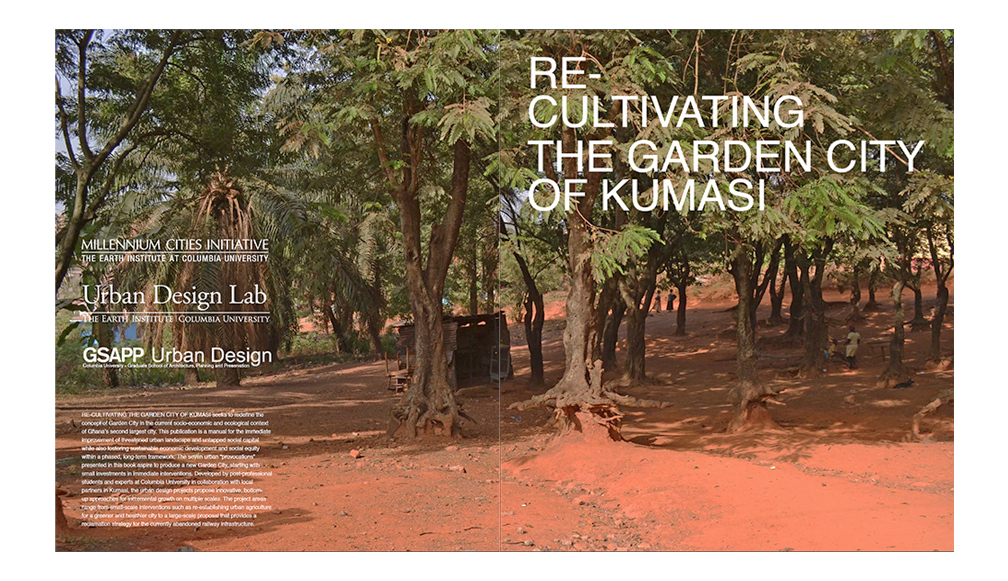 RE-
CULTIVATING
THE GARDEN CITY
OF KUMASI
MILLENNIUM CITIES INITIATIVE
THE EARTH INSTITUTE AT COLUMBIA UNIVERSITY
Urban Design Lab
THE EARTH INSTITUTE COLUMBIA UNIVERSITY
GSAPP Urban Design
Columbia University - Graduate School of Architecture, Planning and Preservation
RE-CULTIVATING THE GARDEN CITY OF KUMASI seeks to redefine the
concept of Garden City in the current socio-economic and ecological context
of Ghana's second largest city. This publication is a manual for the immediate
improvement of threatened urban landscape and untapped social capital
while also fostering sustainable economic development and social equity
within a phased, long-term framework. The seven urban "provocations"
presented in this book aspire to produce a new Garden City, starting with
small investments in immediate interventions. Developed by post-professional
students and experts at Columbia University in collaboration with local
partners in Kumasi, the urban design projects propose innovative, bottom-
up approaches for incremental growth on multiple scales. The project areas
range from small-scale interventions such as re-establishing urban agriculture
for a greener and healthier city to a large-scale proposal that provides a
reclamation strategy for the currently abandoned railway infrastructure.